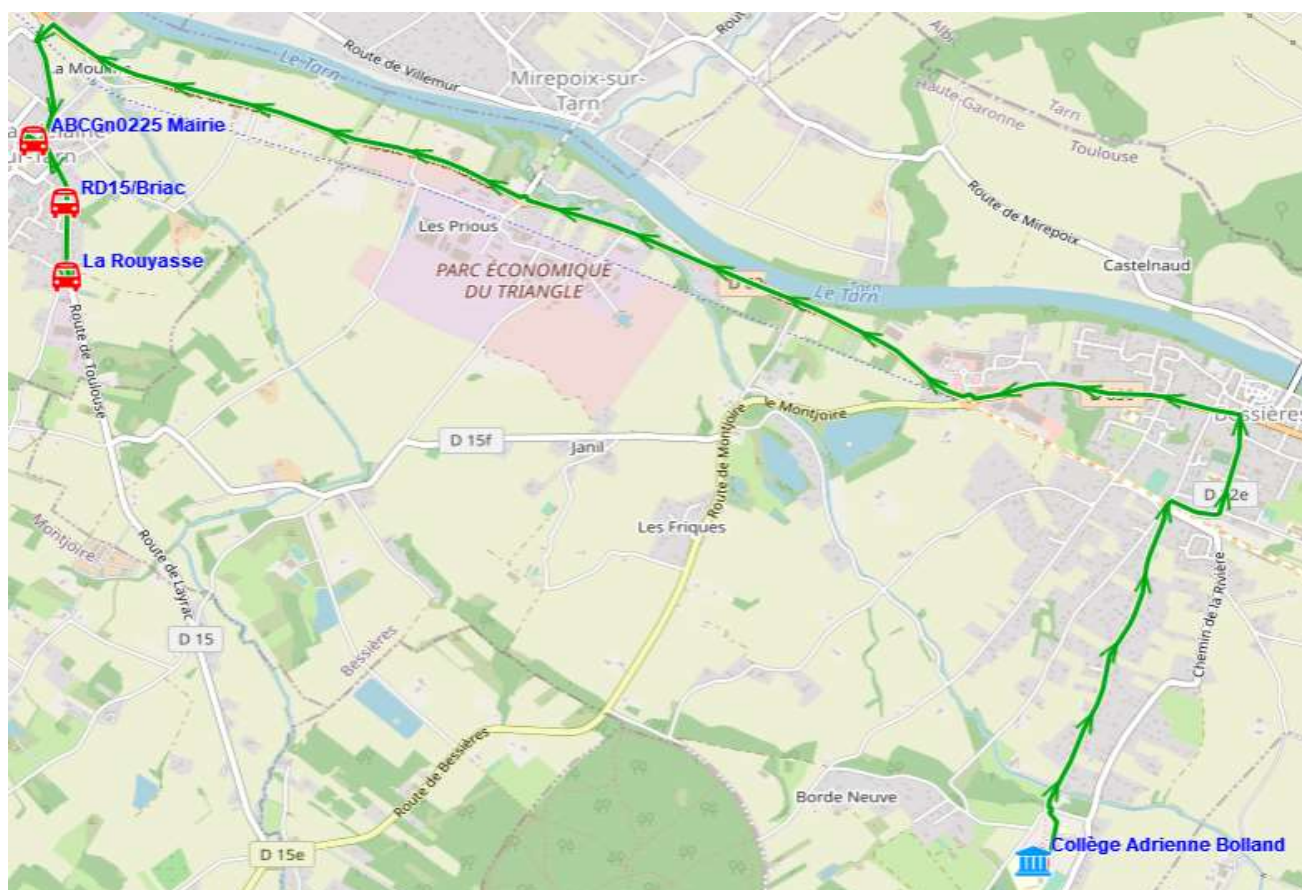 Le Tarn
Route de Villemur
Mirepoix-sur-
Tarn
Haute-Garonne
Tarn
Toulouse
ABCGn0225 Mairie
RD15/Briac
La Rouyasse
Les Prious
PARC ÉCONOMIQUE
DU TRIANGLE
Route de Mirepoix
Castelnaud
Le Tarn
Tarn
Route de Toulouse
le Montjoire
D 15f
Janil
Route de Montjoire
Les Friques
Bessières
Montjoire
Route de Layrac
D 15
Bessières
Chemin de la Rivière
Route de Bessières
Borde Neuve
D 15e
Collège Adrienne Bolland